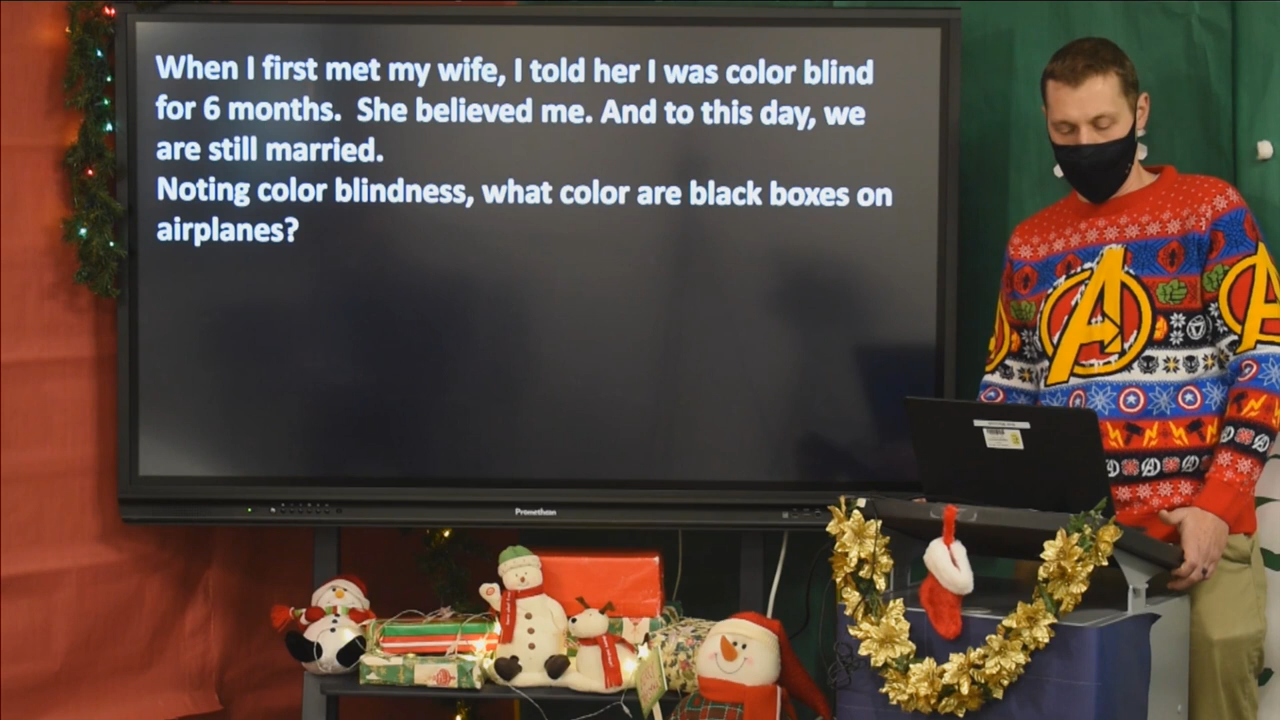 When I first met my wife, I told her I was color blind
for 6 months.  She believed me. And to this day, we
are still married.
Noting color blindness, what color are black boxes on
airplanes?
Promethean